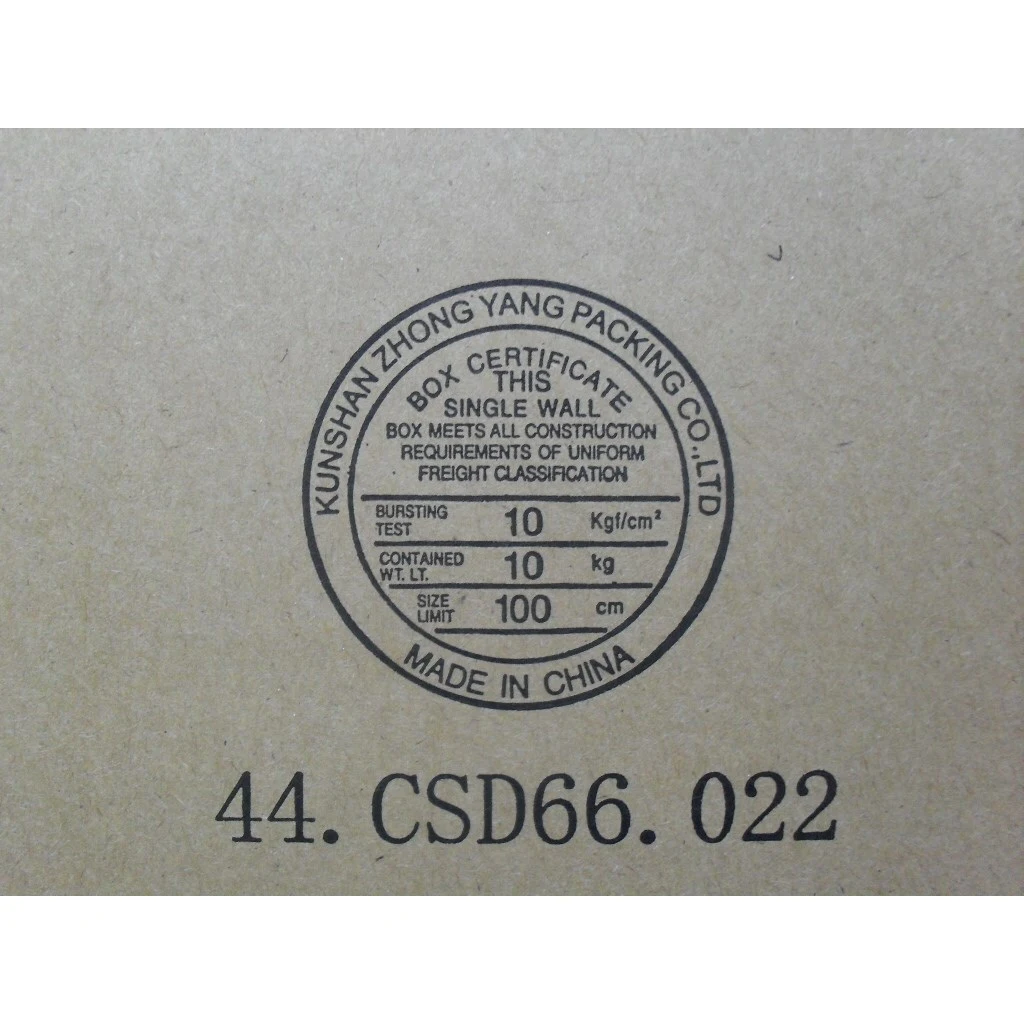 KUNSHAN ZHONG YANG PACKING CO.,LTD
BOX CERTIFICATE
THIS
SINGLE WALL
BOX MEETS ALL CONSTRUCTION
REQUIREMENTS OF UNIFORM
FREIGHT CLASSIFICATION
BURSTING TEST 10 Kgf/cm²
CONTAINED WT. LT. 10 kg
SIZE LIMIT 100 cm
MADE IN CHINA
44.CSD66.022